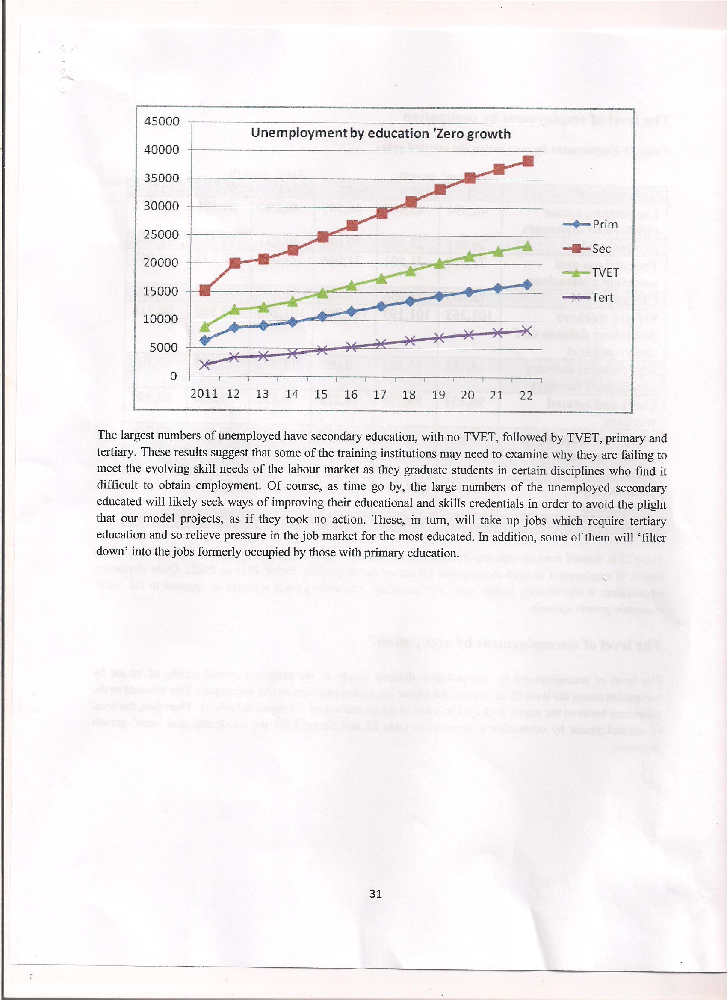 Unemployment by education 'Zero growth
45000
40000
35000
30000
25000
20000
15000
10000
5000
0
2011 12 13 14 15 16 17 18 19 20 21 22
Prim
Sec
TVET
Tert
The largest numbers of unemployed have secondary education, with no TVET, followed by TVET, primary and
tertiary. These results suggest that some of the training institutions may need to examine why they are failing to
meet the evolving skill needs of the labour market as they graduate students in certain disciplines who find it
difficult to obtain employment. Of course, as time go by, the large numbers of the unemployed secondary
educated will likely seek ways of improving their educational and skills credentials in order to avoid the plight
that our model projects, as if they took no action. These, in turn, will take up jobs which require tertiary
education and so relieve pressure in the job market for the most educated. In addition, some of them will ‘filter
down’ into the jobs formerly occupied by those with primary education.
31